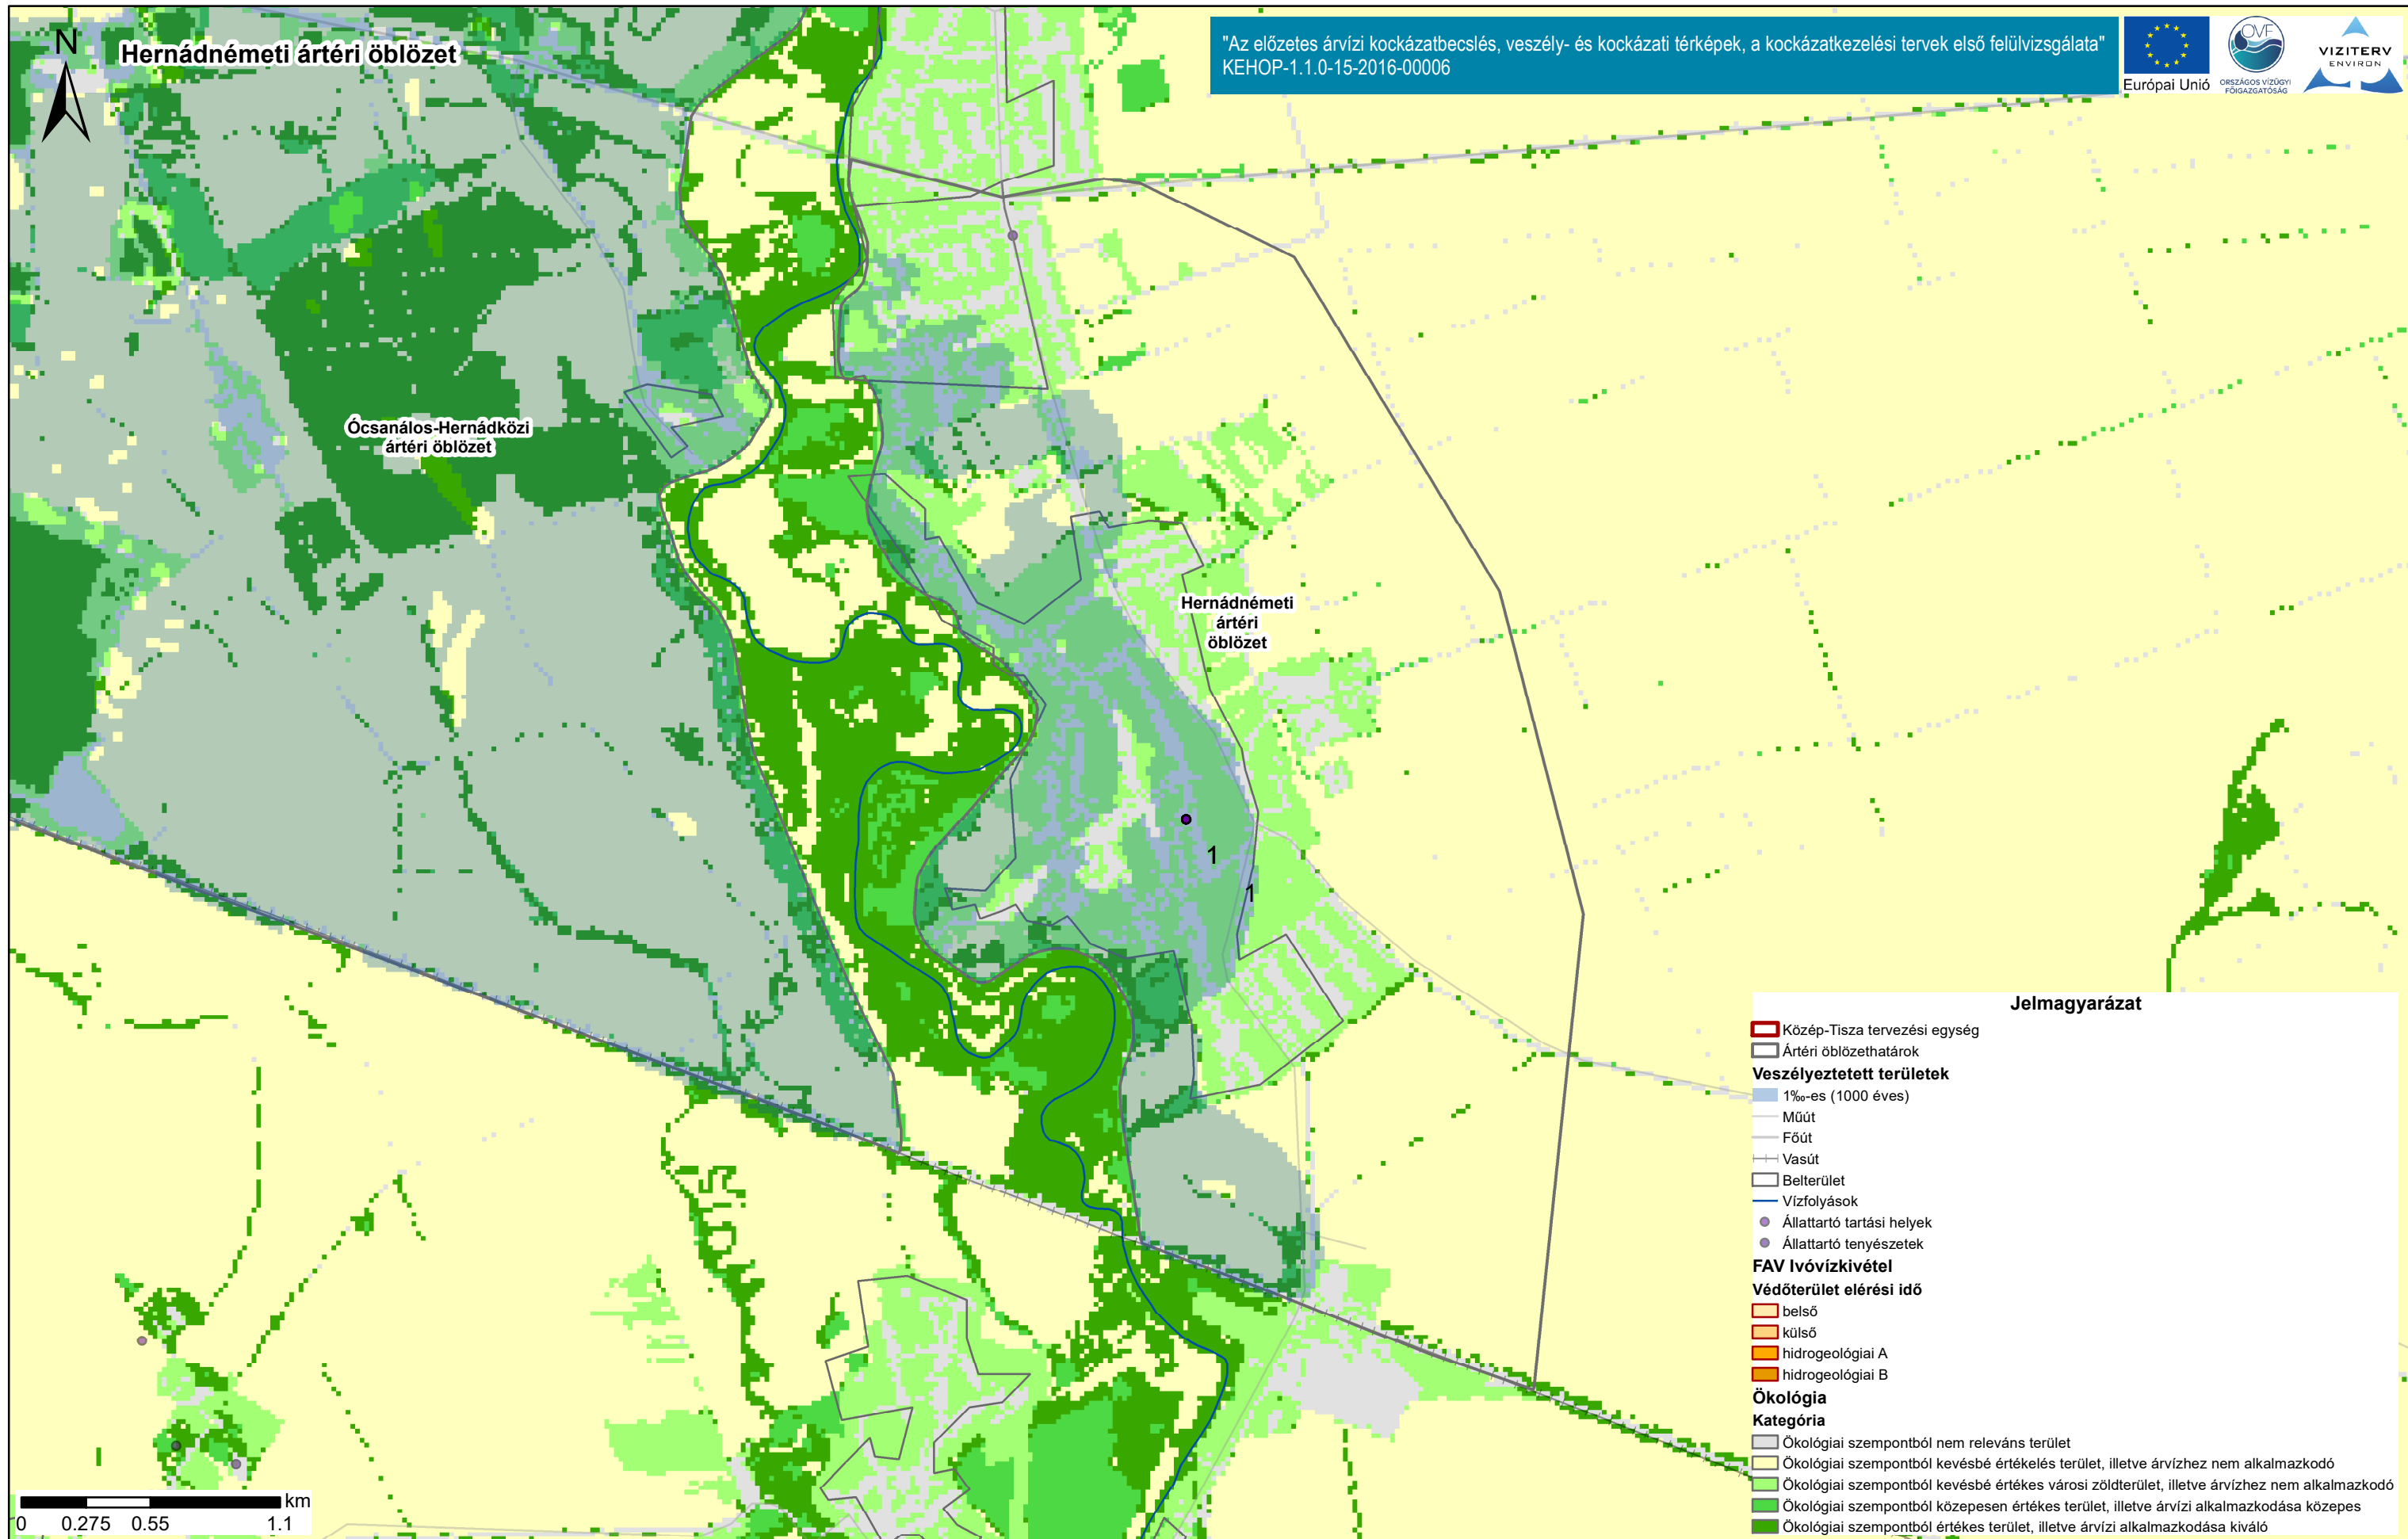 N
Hernádnémeti ártéri öblözet
"Az előzetes árvízi kockázatbecslés, veszély- és kockázati térképek, a kockázatkezelési tervek első felülvizsgálata"
KEHOP-1.1.0-15-2016-00006
Európai Unió
OVF
ORSZÁGOS VÍZÜGYI
FŐIGAZGATÓSÁG
VIZITERV
ENVIRON
Ócsanálos-Hernádközi
ártéri öblözet
Hernádnémeti
ártéri
öblözet
1
1
Jelmagyarázat
Közép-Tisza tervezési egység
Ártéri öblözethatárok
Veszélyeztetett területek
1‰-es (1000 éves)
Műút
Főút
Vasút
Belterület
Vízfolyások
Állattartó tartási helyek
Állattartó tenyészetek
FAV Ivóvízkivétel
Védőterület elérési idő
belső
külső
hidrogeológiai A
hidrogeológiai B
Ökológia
Kategória
Ökológiai szempontból nem releváns terület
Ökológiai szempontból kevésbé értékelés terület, illetve árvízhez nem alkalmazkodó
Ökológiai szempontból kevésbé értékes városi zöldterület, illetve árvízhez nem alkalmazkodó
Ökológiai szempontból közepesen értékes terület, illetve árvízi alkalmazkodása közepes
Ökológiai szempontból értékes terület, illetve árvízi alkalmazkodása kiváló
km
0 0.275 0.55 1.1